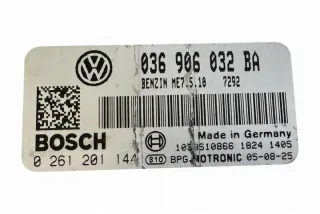 036 906 032 BA
BENZIN ME7.5.10 7292
BOSCH
Made in Germany
0 261 201 144
1039S10866 1824 1405
S10 BPG MOTRONIC 05-08-25